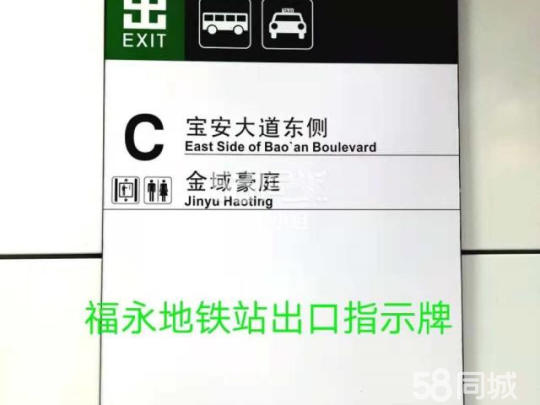 出
EXIT
C
宝安大道东侧
East Side of Bao`an Boulevard
金域豪庭
Jinyu Haoting
福永地铁站出口指示牌
58同城